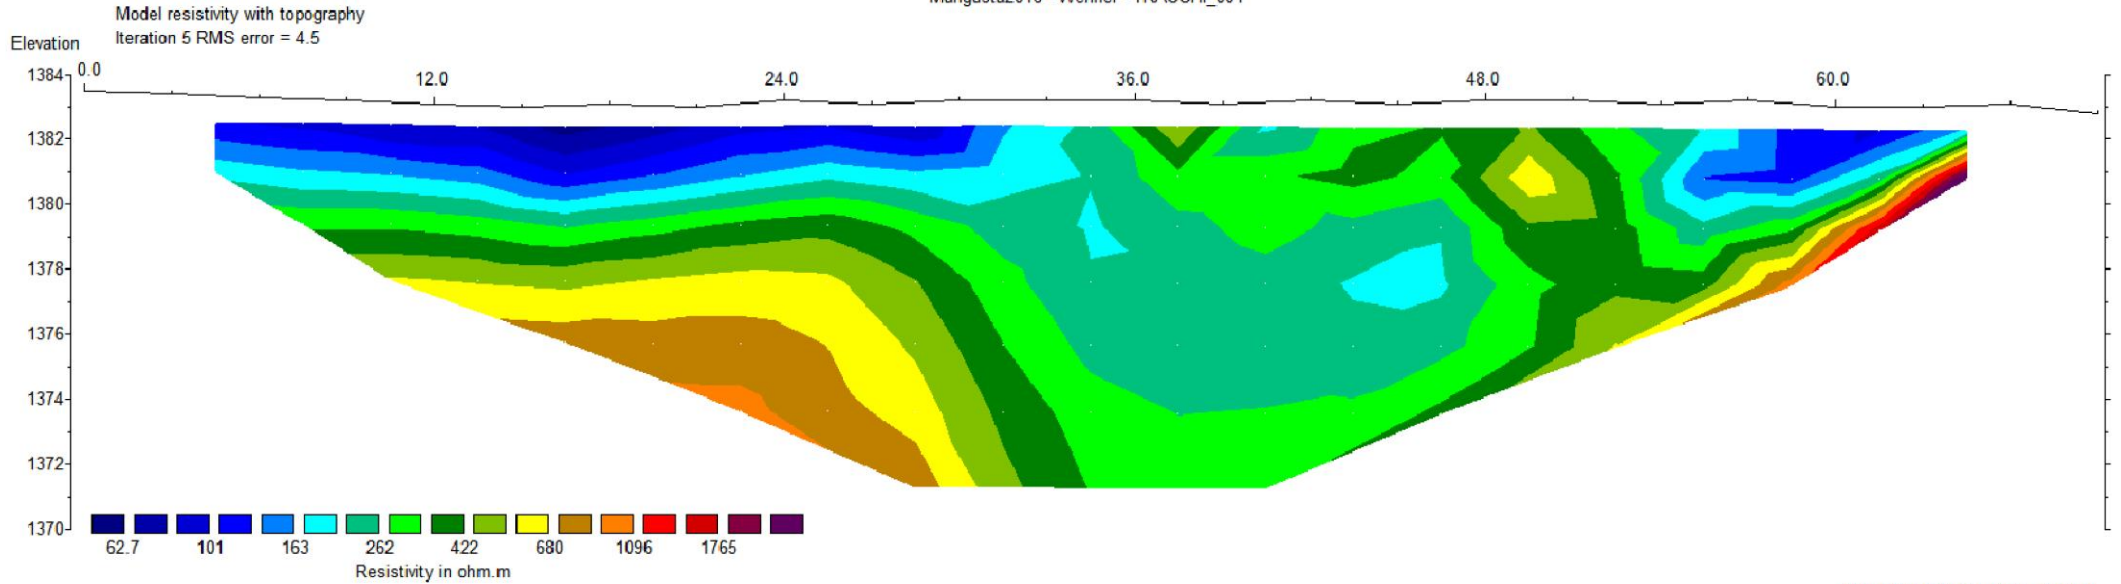 Model resistivity with topography
Iteration 5 RMS error = 4.5
Elevation
1384
0.0 12.0 24.0 36.0 48.0 60.0
1382
1380
1378
1376
1374
1372
1370
62.7 101 163 262 422 680 1096 1765
Resistivity in ohm.m